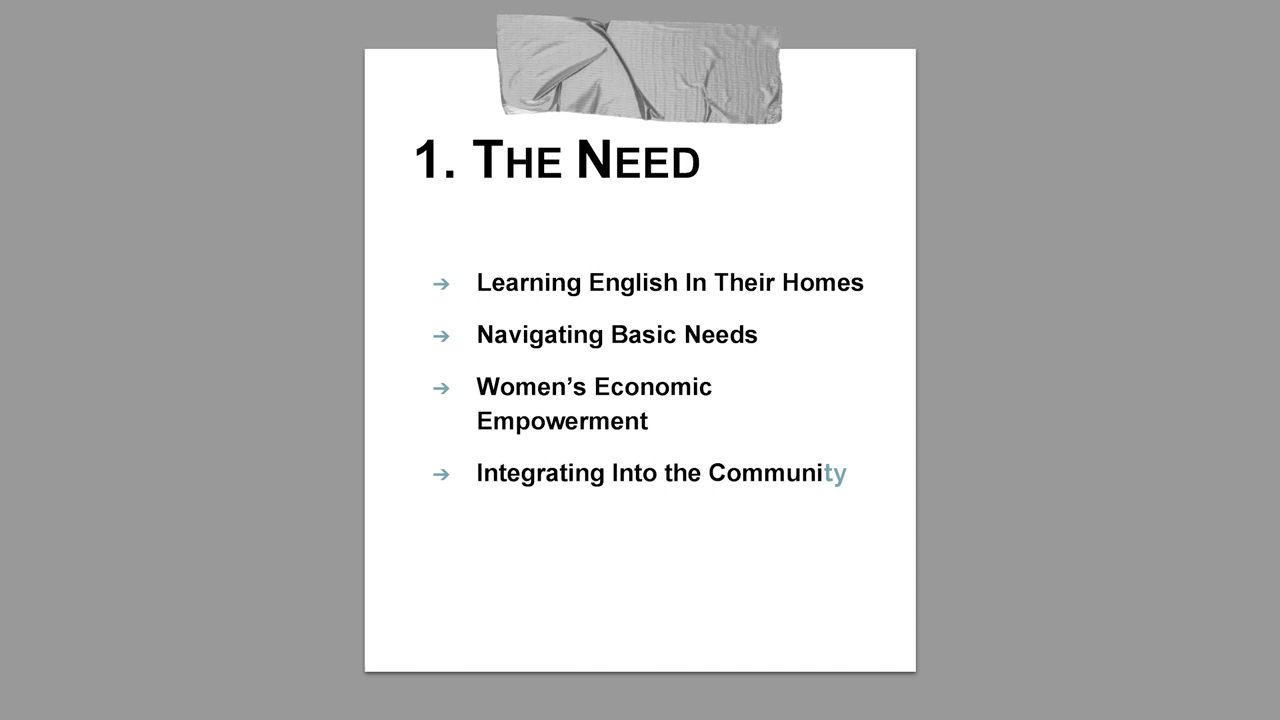 1. THE NEED
➔ Learning English In Their Homes
➔ Navigating Basic Needs
➔ Women’s Economic
Empowerment
➔ Integrating Into the Community